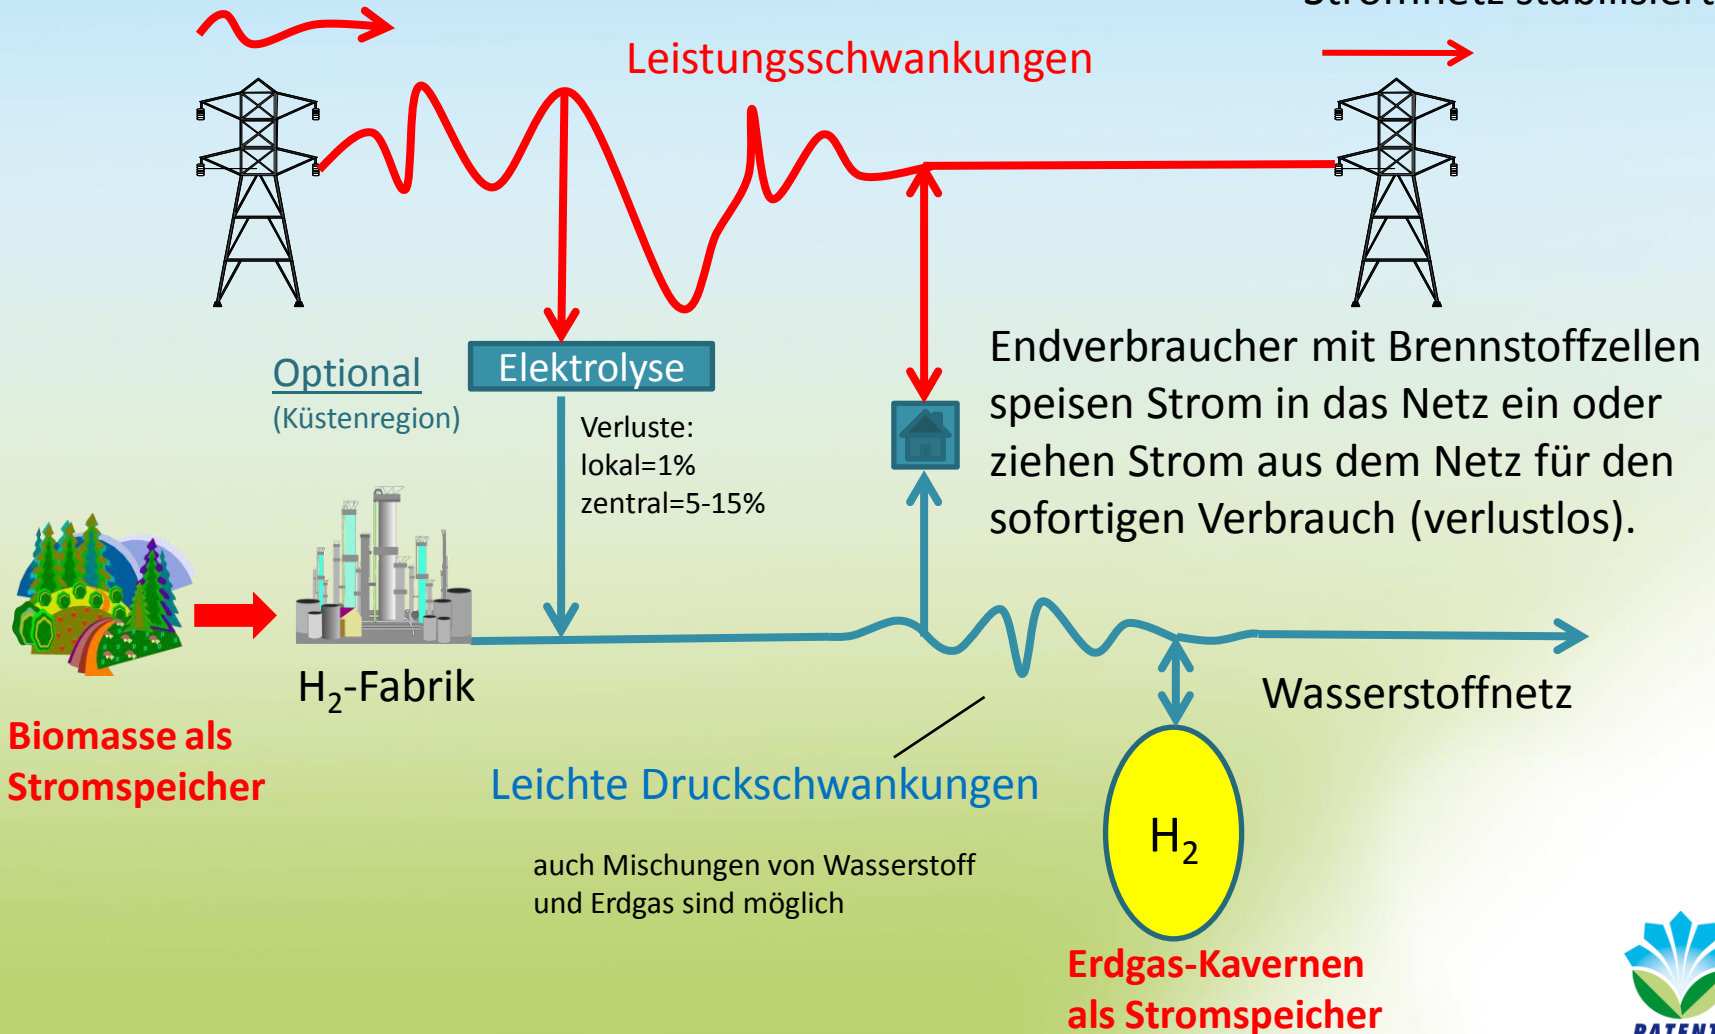 Stromnetz stabilisiert
Leistungsschwankungen
Optional
(Küstenregion)
Elektrolyse
Verluste:
lokal=1%
zentral=5-15%
Endverbraucher mit Brennstoffzellen
speisen Strom in das Netz ein oder
ziehen Strom aus dem Netz für den
sofortigen Verbrauch (verlustlos).
H₂-Fabrik
Biomasse als
Stromspeicher
Wasserstoffnetz
Leichte Druckschwankungen
auch Mischungen von Wasserstoff
und Erdgas sind möglich
H₂
Erdgas-Kavernen
als Stromspeicher